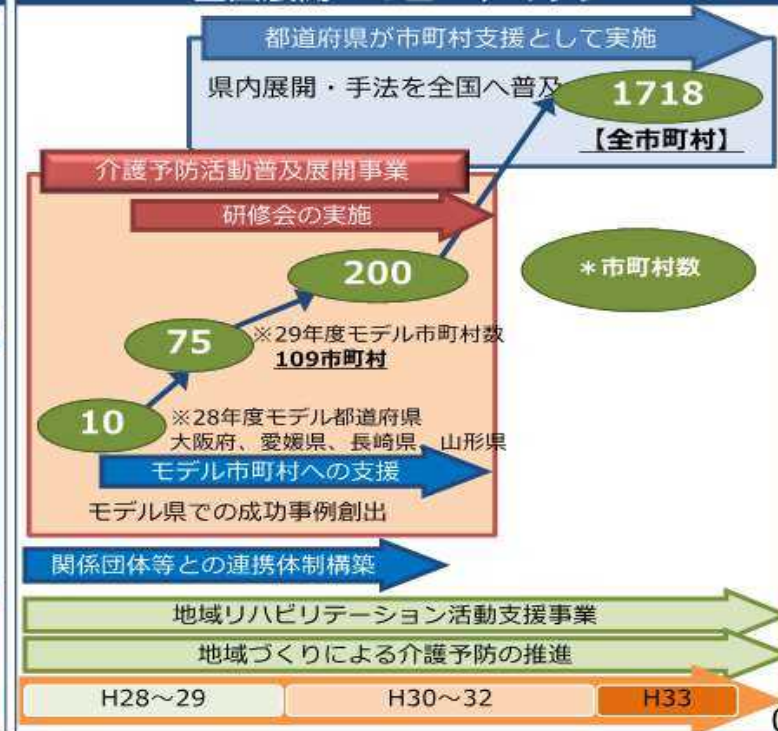 都道府県が市町村支援として実施
県内展開・手法を全国へ普及
1718
【全市町村】
介護予防活動普及展開事業
研修会の実施
200
＊市町村数
75
※29年度モデル市町村数
109市町村
10
※28年度モデル都道府県
大阪府、愛媛県、長崎県、山形県
モデル市町村への支援
モデル県での成功事例創出
関係団体等との連携体制構築
地域リハビリテーション活動支援事業
地域づくりによる介護予防の推進
H28～29
H30～32
H33